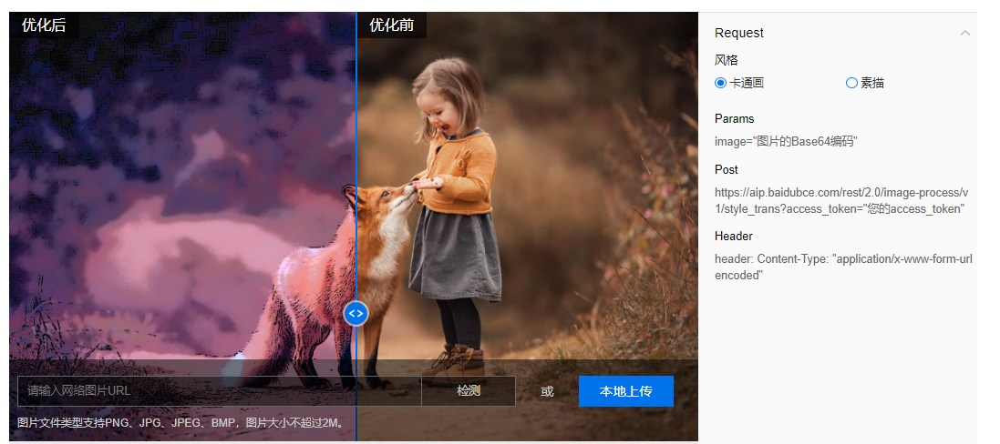 优化后
优化前
请输入网络图片URL
检测
或
本地上传
图片文件类型支持PNG、JPG、JPEG、BMP，图片大小不超过2M。
Request
风格
卡通画
素描
Params
image="图片的Base64编码"
Post
https://aip.baidubce.com/rest/2.0/image-process/v
1/style_trans?access_token="您的access_token"
Header
header: Content-Type: "application/x-www-form-url
encoded"